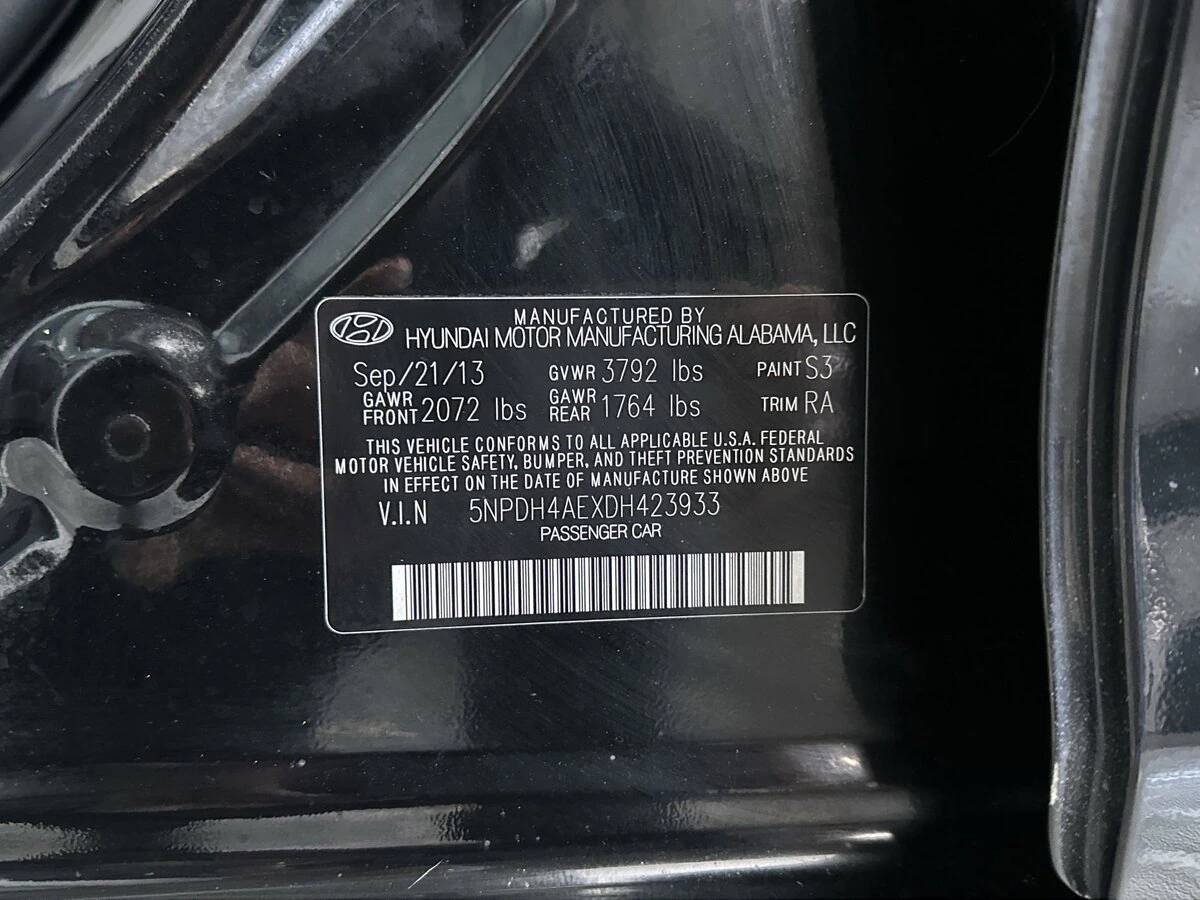 MANUFACTURED BY
HYUNDAI MOTOR MANUFACTURING ALABAMA, LLC
Sep/21/13 GVWR 3792 lbs PAINT S3
GAWR FRONT 2072 lbs GAWR REAR 1764 lbs TRIM RA
THIS VEHICLE CONFORMS TO ALL APPLICABLE U.S.A. FEDERAL
MOTOR VEHICLE SAFETY, BUMPER, AND THEFT PREVENTION STANDARDS
IN EFFECT ON THE DATE OF MANUFACTURE SHOWN ABOVE
V.I.N 5NPDH4AEXDH423933
PASSENGER CAR